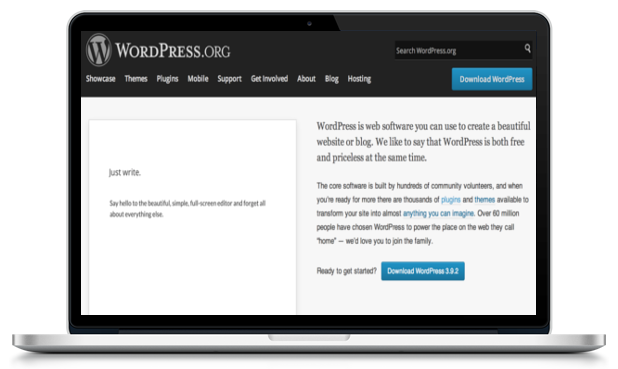 WORDPRESS.ORG
Search WordPress.org
Showcase Themes Plugins Mobile Support Get Involved About Blog Hosting
Download WordPress
Just write.
Say hello to the beautiful, simple, full-screen editor and forget all
about everything else.
WordPress is web software you can use to create a beautiful
website or blog. We like to say that WordPress is both free
and priceless at the same time.
The core software is built by hundreds of community volunteers, and when
you're ready for more there are thousands of plugins and themes available to
transform your site into almost anything you can imagine. Over 60 million
people have chosen WordPress to power the place on the web they call
"home" — we'd love you to join the family.
Ready to get started? Download WordPress 3.9.2